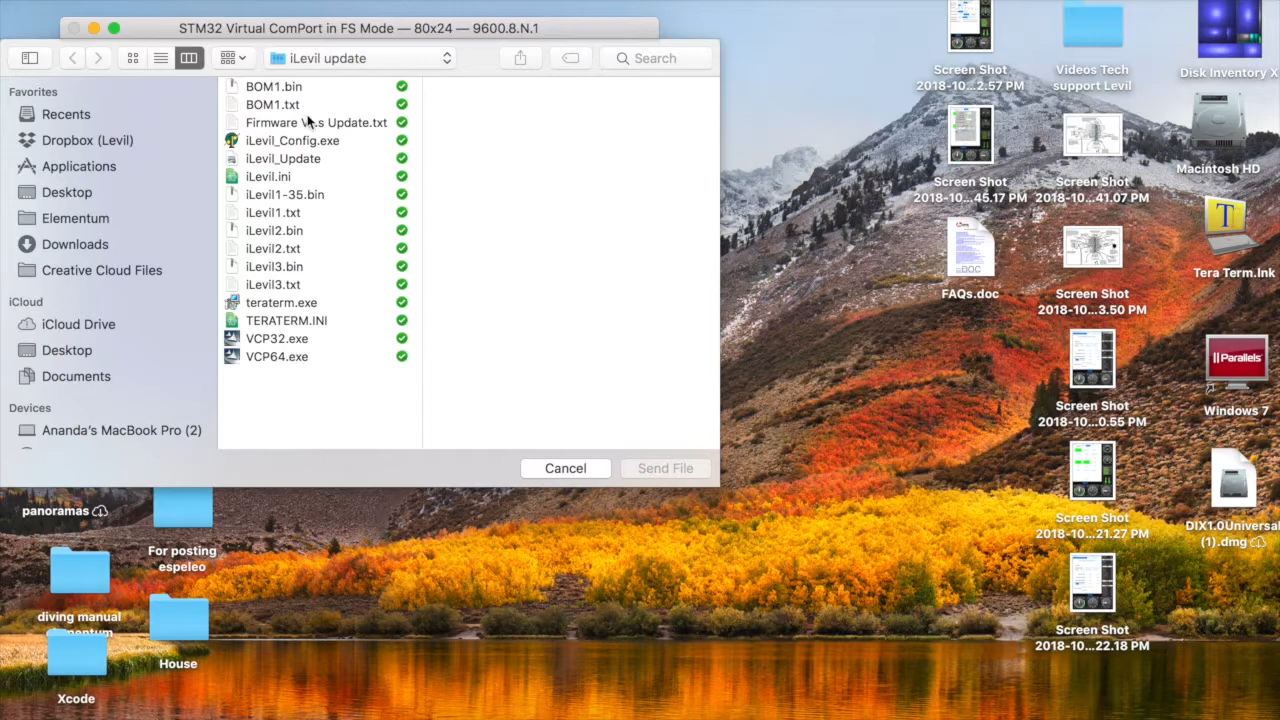 STM32 Virtual ComPort in FS Mode — 80x24 — 9600.8.
iLevil update
Search
Favorites
Recents
Dropbox (Levil)
Applications
Desktop
Elementum
Downloads
Creative Cloud Files
iCloud
iCloud Drive
Desktop
Documents
Devices
Ananda’s MacBook Pro (2)
BOM1.txt
Update.txt
iLevil_Config.exe
iLevil_Update
iLevil.ini
iLevil1-35.bin
iLevil1.txt
iLevil2.bin
iLevil2.txt
iLevil3.bin
iLevil3.txt
teraterm.exe
TERATERM.INI
VCP32.exe
VCP64.exe
Cancel
Send File
panoramas
For posting
espeleo
diving manual
House
Xcode
Screen Shot
2018-10...2.57 PM
Screen Shot
2018-10...45.17 PM
FAQs.doc
Videos Tech
support Levil
Screen Shot
2018-10...41.07 PM
Screen Shot
2018-10...3.50 PM
Screen Shot
2018-10...0.55 PM
Screen Shot
2018-10...21.27 PM
Screen Shot
2018-10...22.18 PM
Disk Inventory X
Macintosh HD
T
Tera Term.lnk
Parallels
Windows 7
DIX1.0Universal
(1).dmg